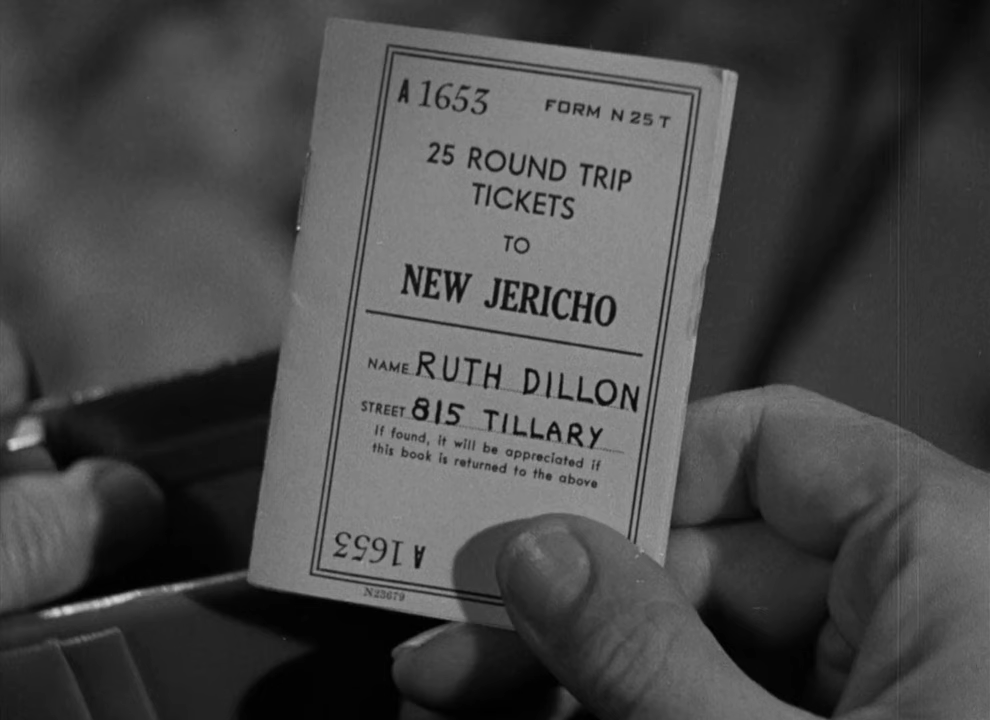 A 1653 FORM N 25 T
25 ROUND TRIP
TICKETS
TO
NEW JERICHO
NAME RUTH DILLON
STREET 815 TILLARY
If found, it will be appreciated if
this book is returned to the above
A 1653
N23679